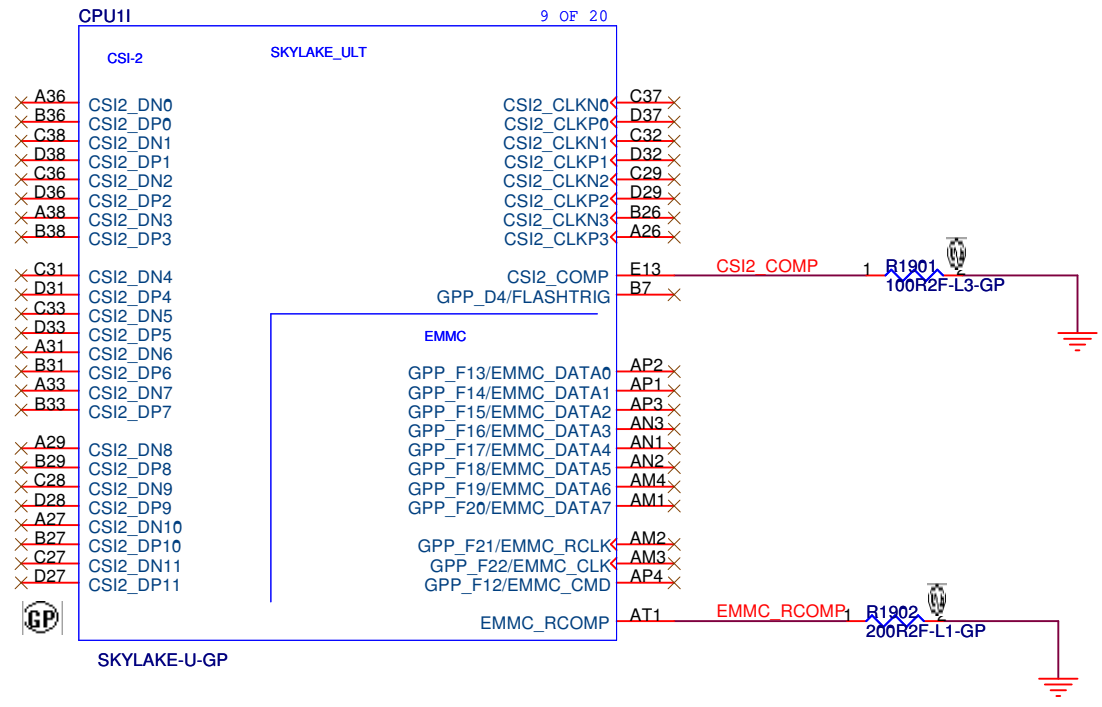 CPU1I
9 OF 20
CSI-2
SKYLAKE_ULT
A36 CSI2_DN0
B36 CSI2_DP0
C38 CSI2_DN1
D38 CSI2_DP1
C36 CSI2_DN2
D36 CSI2_DP2
A38 CSI2_DN3
B38 CSI2_DP3
C31 CSI2_DN4
D31 CSI2_DP4
C33 CSI2_DN5
D33 CSI2_DP5
A31 CSI2_DN6
B31 CSI2_DP6
A33 CSI2_DN7
B33 CSI2_DP7
A29 CSI2_DN8
B29 CSI2_DP8
C28 CSI2_DN9
D28 CSI2_DP9
A27 CSI2_DN10
B27 CSI2_DP10
C27 CSI2_DN11
D27 CSI2_DP11
CSI2_CLKN0 C37
CSI2_CLKP0 D37
CSI2_CLKN1 C32
CSI2_CLKP1 D32
CSI2_CLKN2 C29
CSI2_CLKP2 D29
CSI2_CLKN3 B26
CSI2_CLKP3 A26
CSI2_COMP E13 CSI2_COMP 1 R1901 2
100R2F-L3-GP
GPP_D4/FLASHTRIG B7
EMMC
GPP_F13/EMMC_DATA0 AP2
GPP_F14/EMMC_DATA1 AP1
GPP_F15/EMMC_DATA2 AP3
GPP_F16/EMMC_DATA3 AN3
GPP_F17/EMMC_DATA4 AN1
GPP_F18/EMMC_DATA5 AN2
GPP_F19/EMMC_DATA6 AM4
GPP_F20/EMMC_DATA7 AM1
GPP_F21/EMMC_RCLK AM2
GPP_F22/EMMC_CLK AM3
GPP_F12/EMMC_CMD AP4
EMMC_RCOMP AT1 EMMC_RCOMP 1 R1902 2
200R2F-L1-GP
GP
SKYLAKE-U-GP